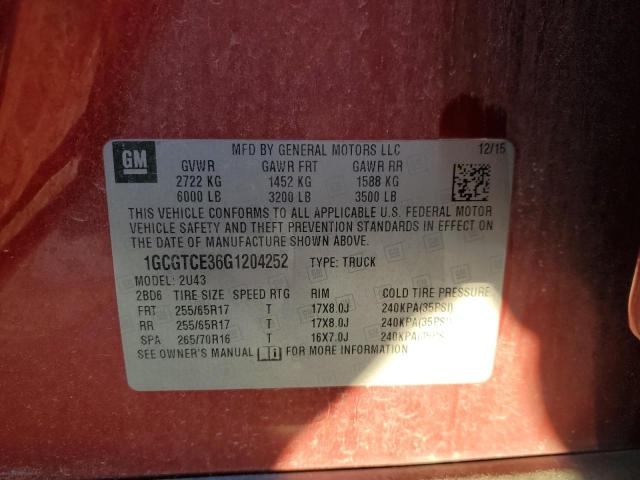 GM
MFD BY GENERAL MOTORS LLC 12/15
GVWR GAWR FRT GAWR RR
2722 KG 1452 KG 1588 KG
6000 LB 3200 LB 3500 LB
THIS VEHICLE CONFORMS TO ALL APPLICABLE U.S. FEDERAL MOTOR
VEHICLE SAFETY AND THEFT PREVENTION STANDARDS IN EFFECT ON THE
DATE OF MANUFACTURE SHOWN ABOVE.
1GCGTCE36G1204252 TYPE: TRUCK
MODEL: 2U43
2BD6 TIRE SIZE SPEED RTG RIM COLD TIRE PRESSURE
FRT 255/65R17 T 17X8.0J 240KPA(35PSI)
RR 255/65R17 T 17X8.0J 240KPA(35PSI)
SPA 265/70R16 T 16X7.0J
SEE OWNER'S MANUAL FOR MORE INFORMATION